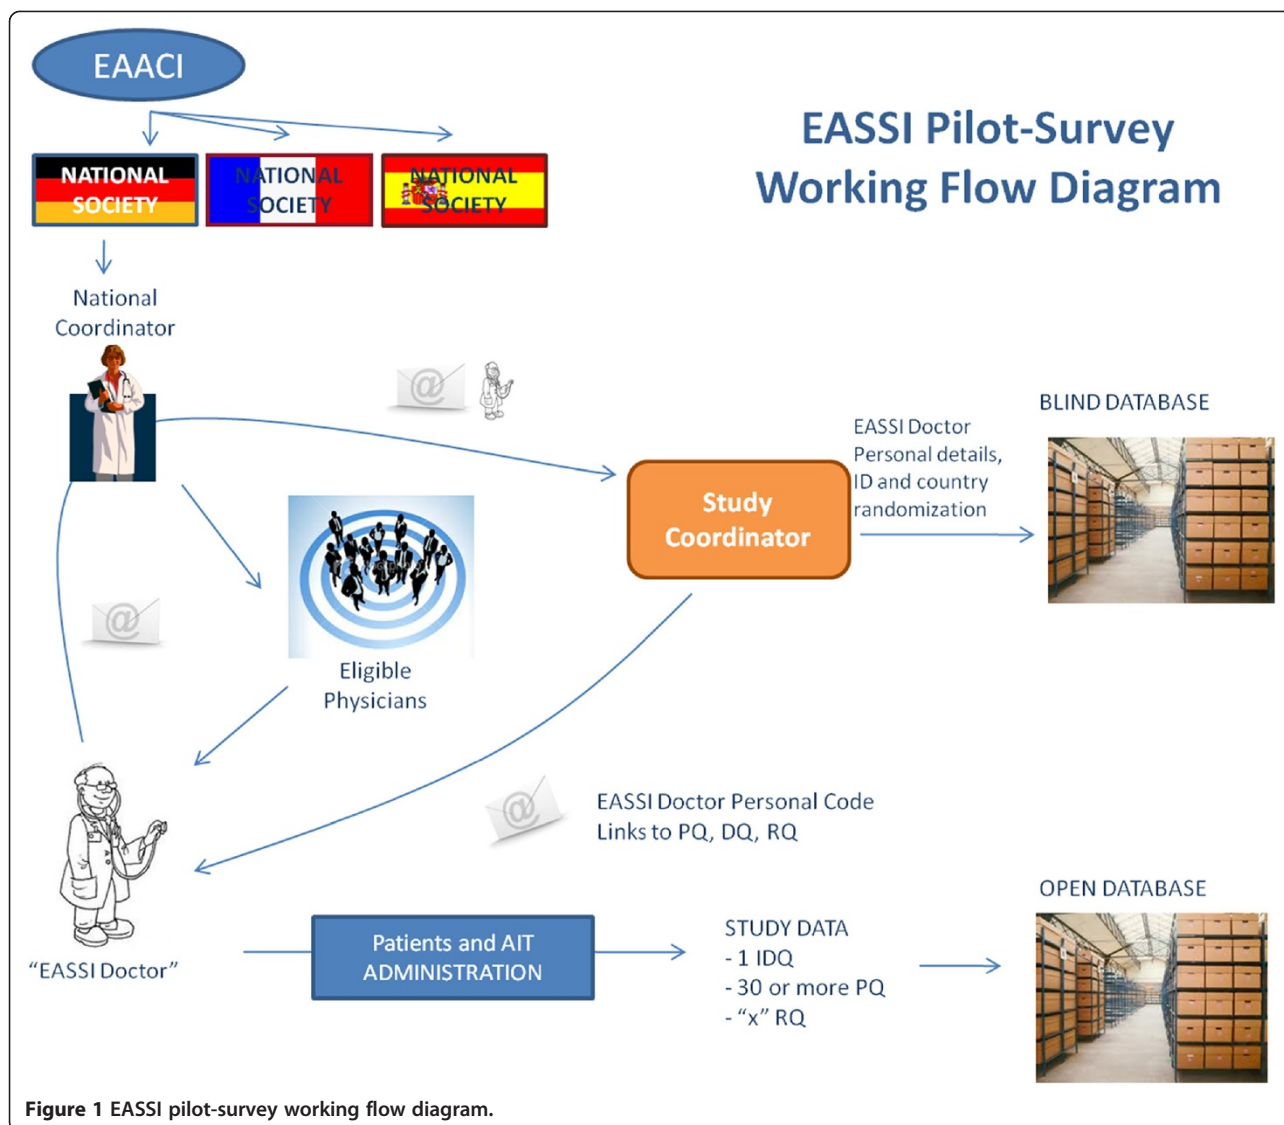 EAACI
EASSI Pilot-Survey
Working Flow Diagram
NATIONAL
SOCIETY
NATIONAL
SOCIETY
NATIONAL
SOCIETY
National
Coordinator
@
BLIND DATABASE
EASSI Doctor
Personal details,
ID and country
randomization
Study
Coordinator
@
Eligible
Physicians
@
EASSI Doctor Personal Code
Links to PQ, DQ, RQ
OPEN DATABASE
"EASSI Doctor"
Patients and AIT
ADMINISTRATION
STUDY DATA
- 1 IDQ
- 30 or more PQ
- "x" RQ
Figure 1 EASSI pilot-survey working flow diagram.